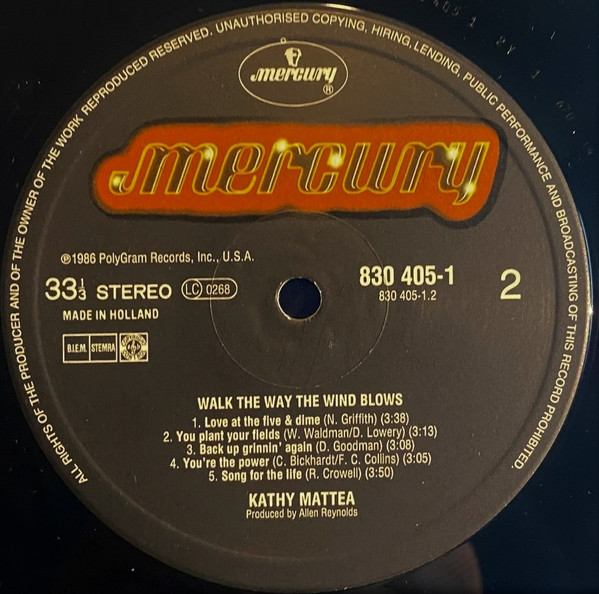 ALL RIGHTS OF THE PRODUCER AND OF THE OWNER OF THE WORK REPRODUCED RESERVED. UNAUTHORISED COPYING, HIRING, LENDING, PUBLIC PERFORMANCE AND BROADCASTING OF THIS RECORD PROHIBITED.
mercury
®
mercury
℗1986 PolyGram Records, Inc., U.S.A.
33⅓ STEREO LC 0268
MADE IN HOLLAND
B.I.E.M. STEMRA
830 405-1
830 405-1.2
2
WALK THE WAY THE WIND BLOWS
1. Love at the five & dime (N. Griffith) (3:38)
2. You plant your fields (W. Waldman/D. Lowery) (3:13)
3. Back up grinnin' again (D. Goodman) (3:08)
4. You're the power (C. Bickhardt/F. C. Collins) (3:05)
5. Song for the life (R. Crowell) (3:50)
KATHY MATTEA
Produced by Allen Reynolds